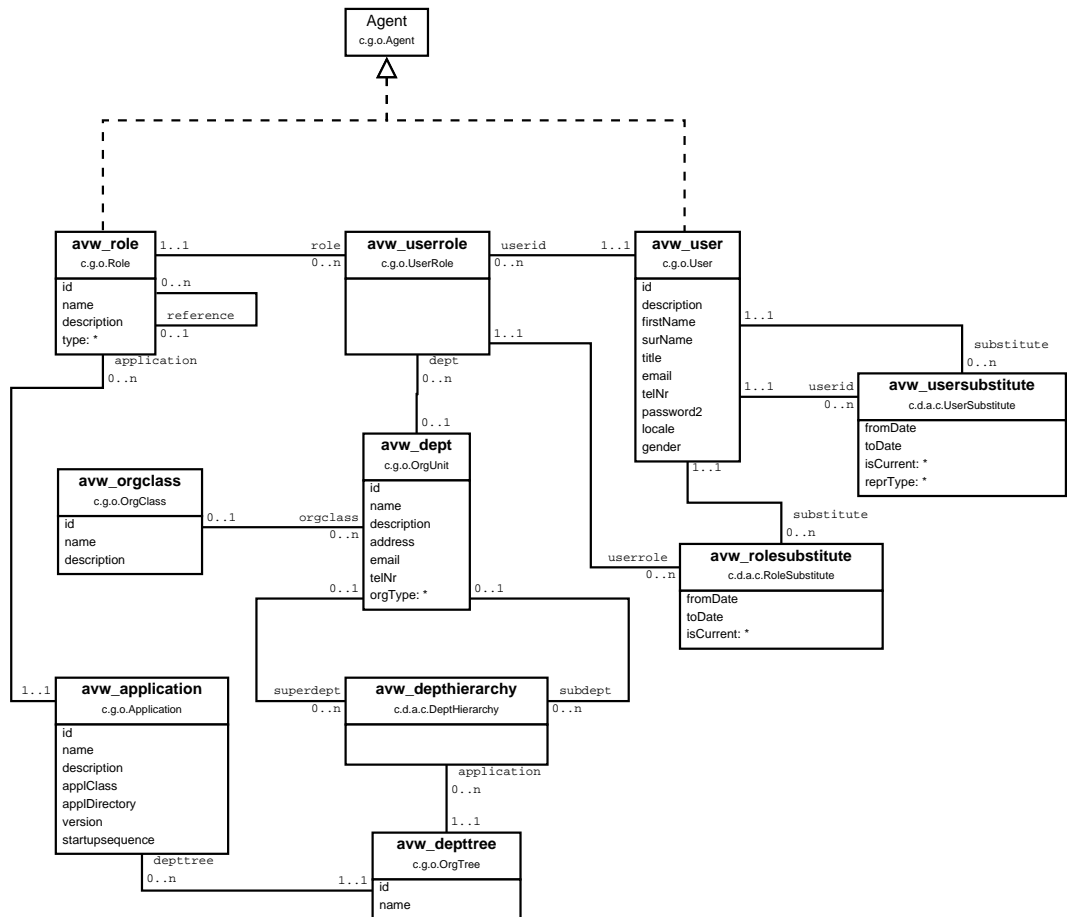 Agent
c.g.o.Agent
avw_role
c.g.o.Role
id
name
description
type: *
1..1
role
0..n
0..n
reference
0..1
application
0..n
avw_userrole
c.g.o.UserRole
userid
0..n
1..1
1..1
dept
0..n
0..1
avw_user
c.g.o.User
id
description
firstName
surName
title
email
telNr
password2
locale
gender
1..1
substitute
0..n
1..1
userid
0..n
avw_usersubstitute
c.d.a.c.UserSubstitute
fromDate
toDate
isCurrent: *
reprType: *
1..1
substitute
0..n
avw_orgclass
c.g.o.OrgClass
id
name
description
0..1
orgclass
0..n
avw_dept
c.g.o.OrgUnit
id
name
description
address
email
telNr
orgType: *
0..1
0..1
userrole
0..n
avw_rolesubstitute
c.d.a.c.RoleSubstitute
fromDate
toDate
isCurrent: *
1..1
avw_application
c.g.o.Application
id
name
description
applClass
applDirectory
version
startupsequence
superdept
0..n
avw_depthierarchy
c.d.a.c.DeptHierarchy
subdept
0..n
application
0..n
1..1
depttree
0..n
1..1
avw_depttree
c.g.o.OrgTree
id
name